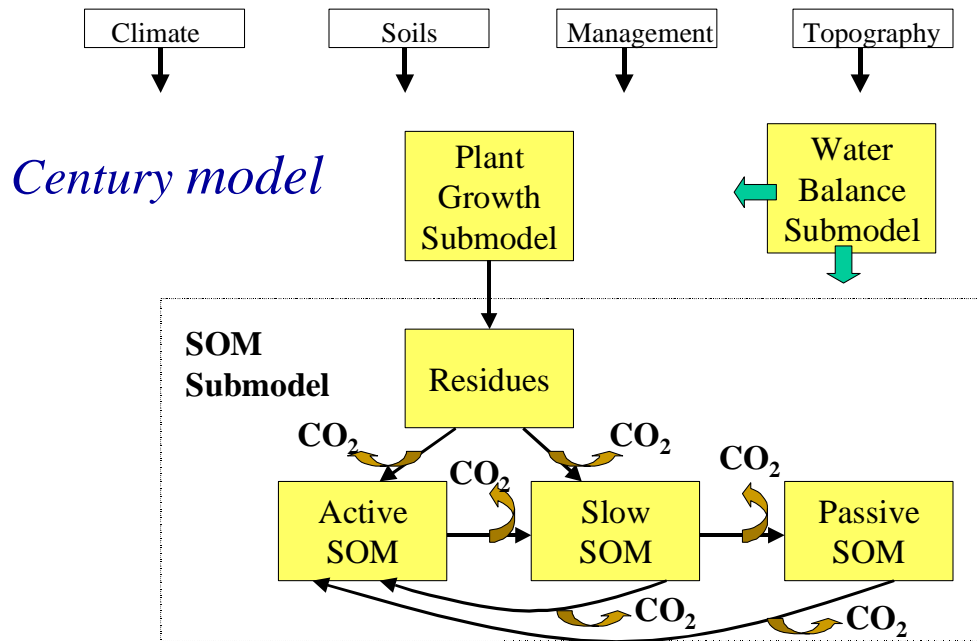 Climate
Soils
Management
Topography
Century model
Plant
Growth
Submodel
Water
Balance
Submodel
SOM
Submodel
Residues
CO₂
CO₂
CO₂
CO₂
Active
SOM
Slow
SOM
Passive
SOM
CO₂
CO₂